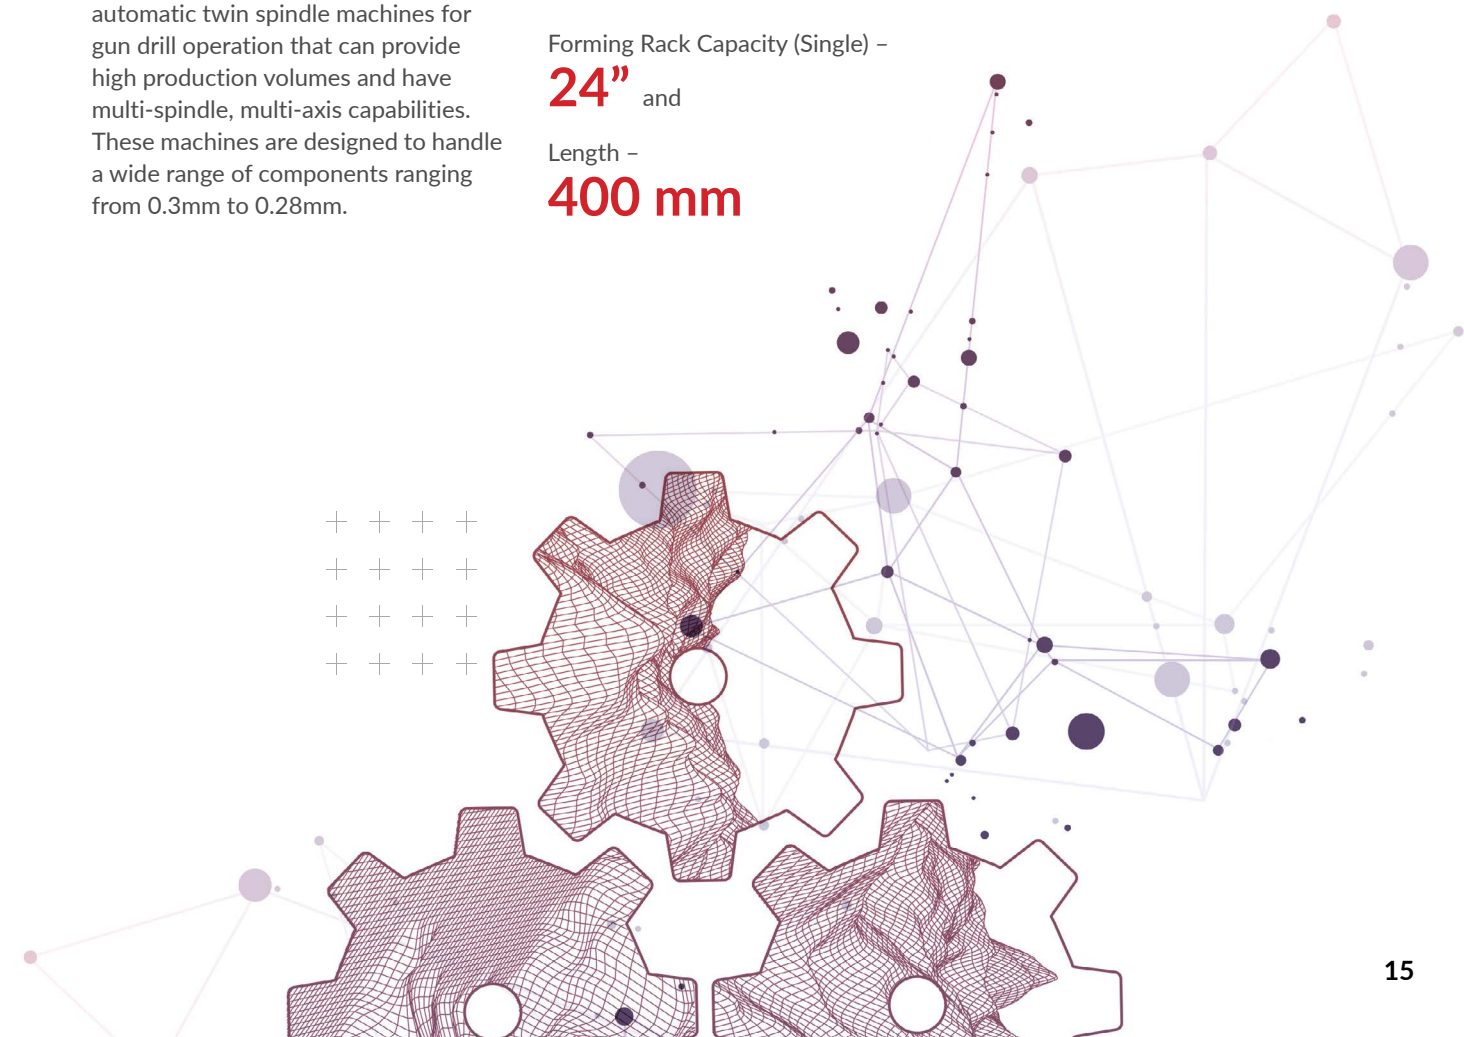 automatic twin spindle machines for
gun drill operation that can provide
high production volumes and have
multi-spindle, multi-axis capabilities.
These machines are designed to handle
a wide range of components ranging
from 0.3mm to 0.28mm.
Forming Rack Capacity (Single) –
24” and
Length –
400 mm
15